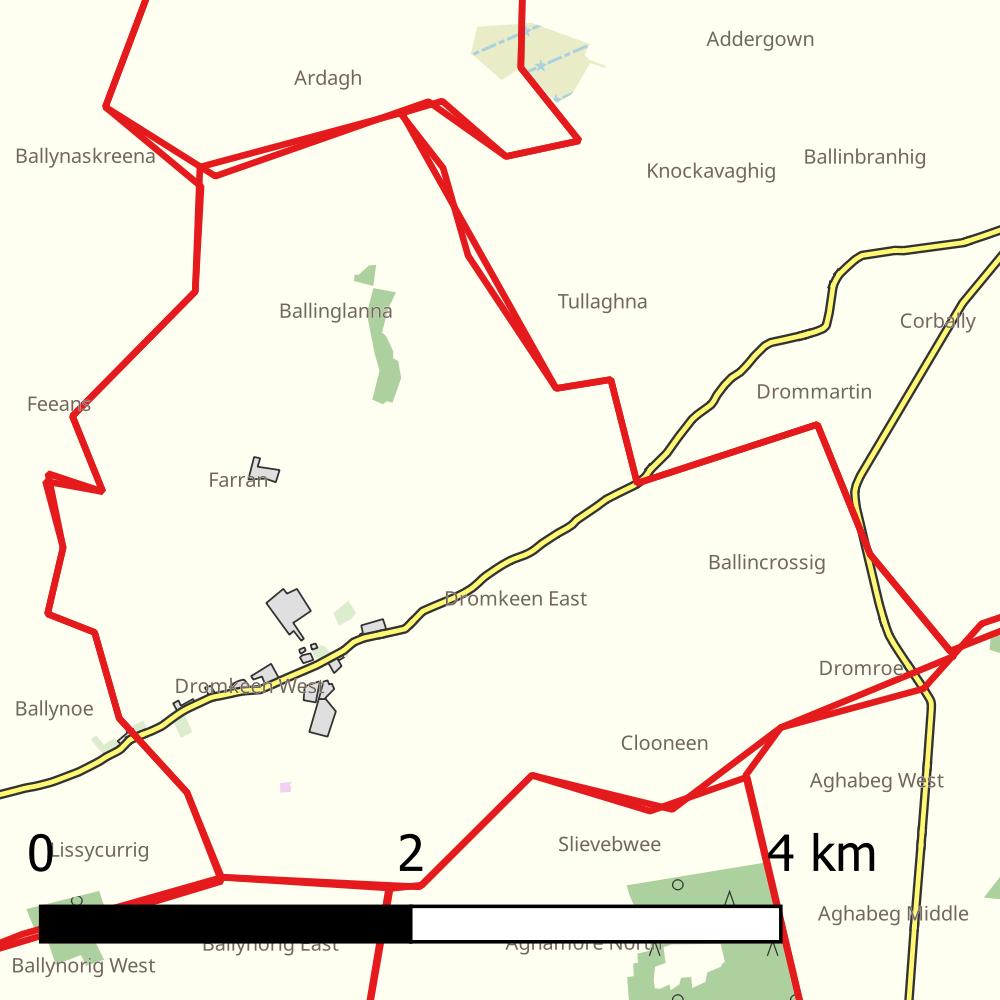 Addergown
Ardagh
Ballynaskreena
Ballinbranhig
Knockavaghig
Tullaghna
Ballinglanna
Corbally
Drommartin
Feeans
Farran
Ballincrossig
Dromkeen East
Dromroe
Dromkeen West
Ballynoe
Clooneen
Aghabeg West
Slievebwee
Lissycurrig
0 2 4 km
Aghabeg Middle
Ballynorig East
Aghamore North
Ballynorig West